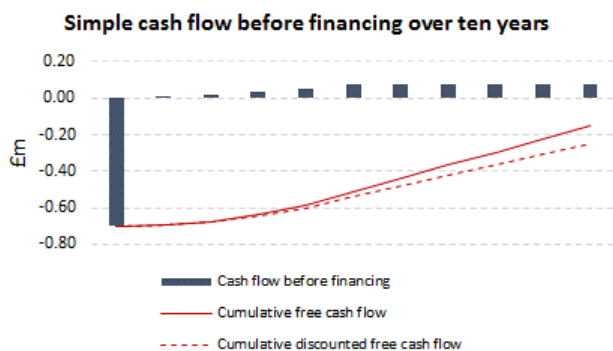 Simple cash flow before financing over ten years
£m
0.20
0.00
-0.20
-0.40
-0.60
-0.80
Cash flow before financing
Cumulative free cash flow
Cumulative discounted free cash flow